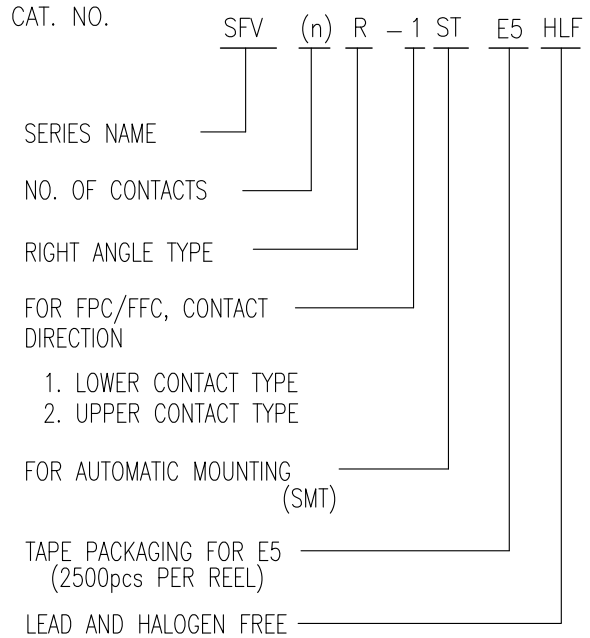 CAT. NO.
SFV (n) R – 1 ST E5 HLF
SERIES NAME
NO. OF CONTACTS
RIGHT ANGLE TYPE
FOR FPC/FFC, CONTACT
DIRECTION
1. LOWER CONTACT TYPE
2. UPPER CONTACT TYPE
FOR AUTOMATIC MOUNTING
(SMT)
TAPE PACKAGING FOR E5
(2500pcs PER REEL)
LEAD AND HALOGEN FREE